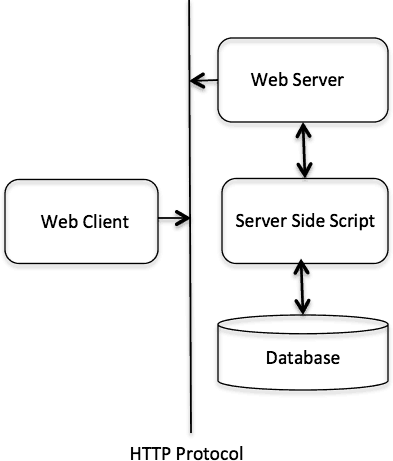 Web Server
Web Client
Server Side Script
Database
HTTP Protocol